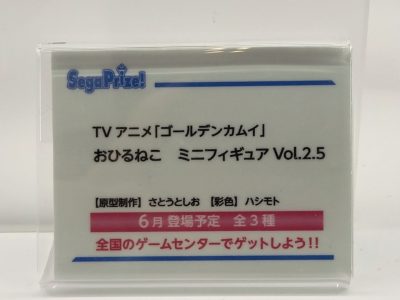 SegaPrize!
TV アニメ「ゴールデンカムイ」
おひるねこ ミニフィギュア Vol.2.5
【原型制作】 さとうとしお 【彩色】 ハシモト
6月 登場予定 全3種
全国のゲームセンターでゲットしよう!!